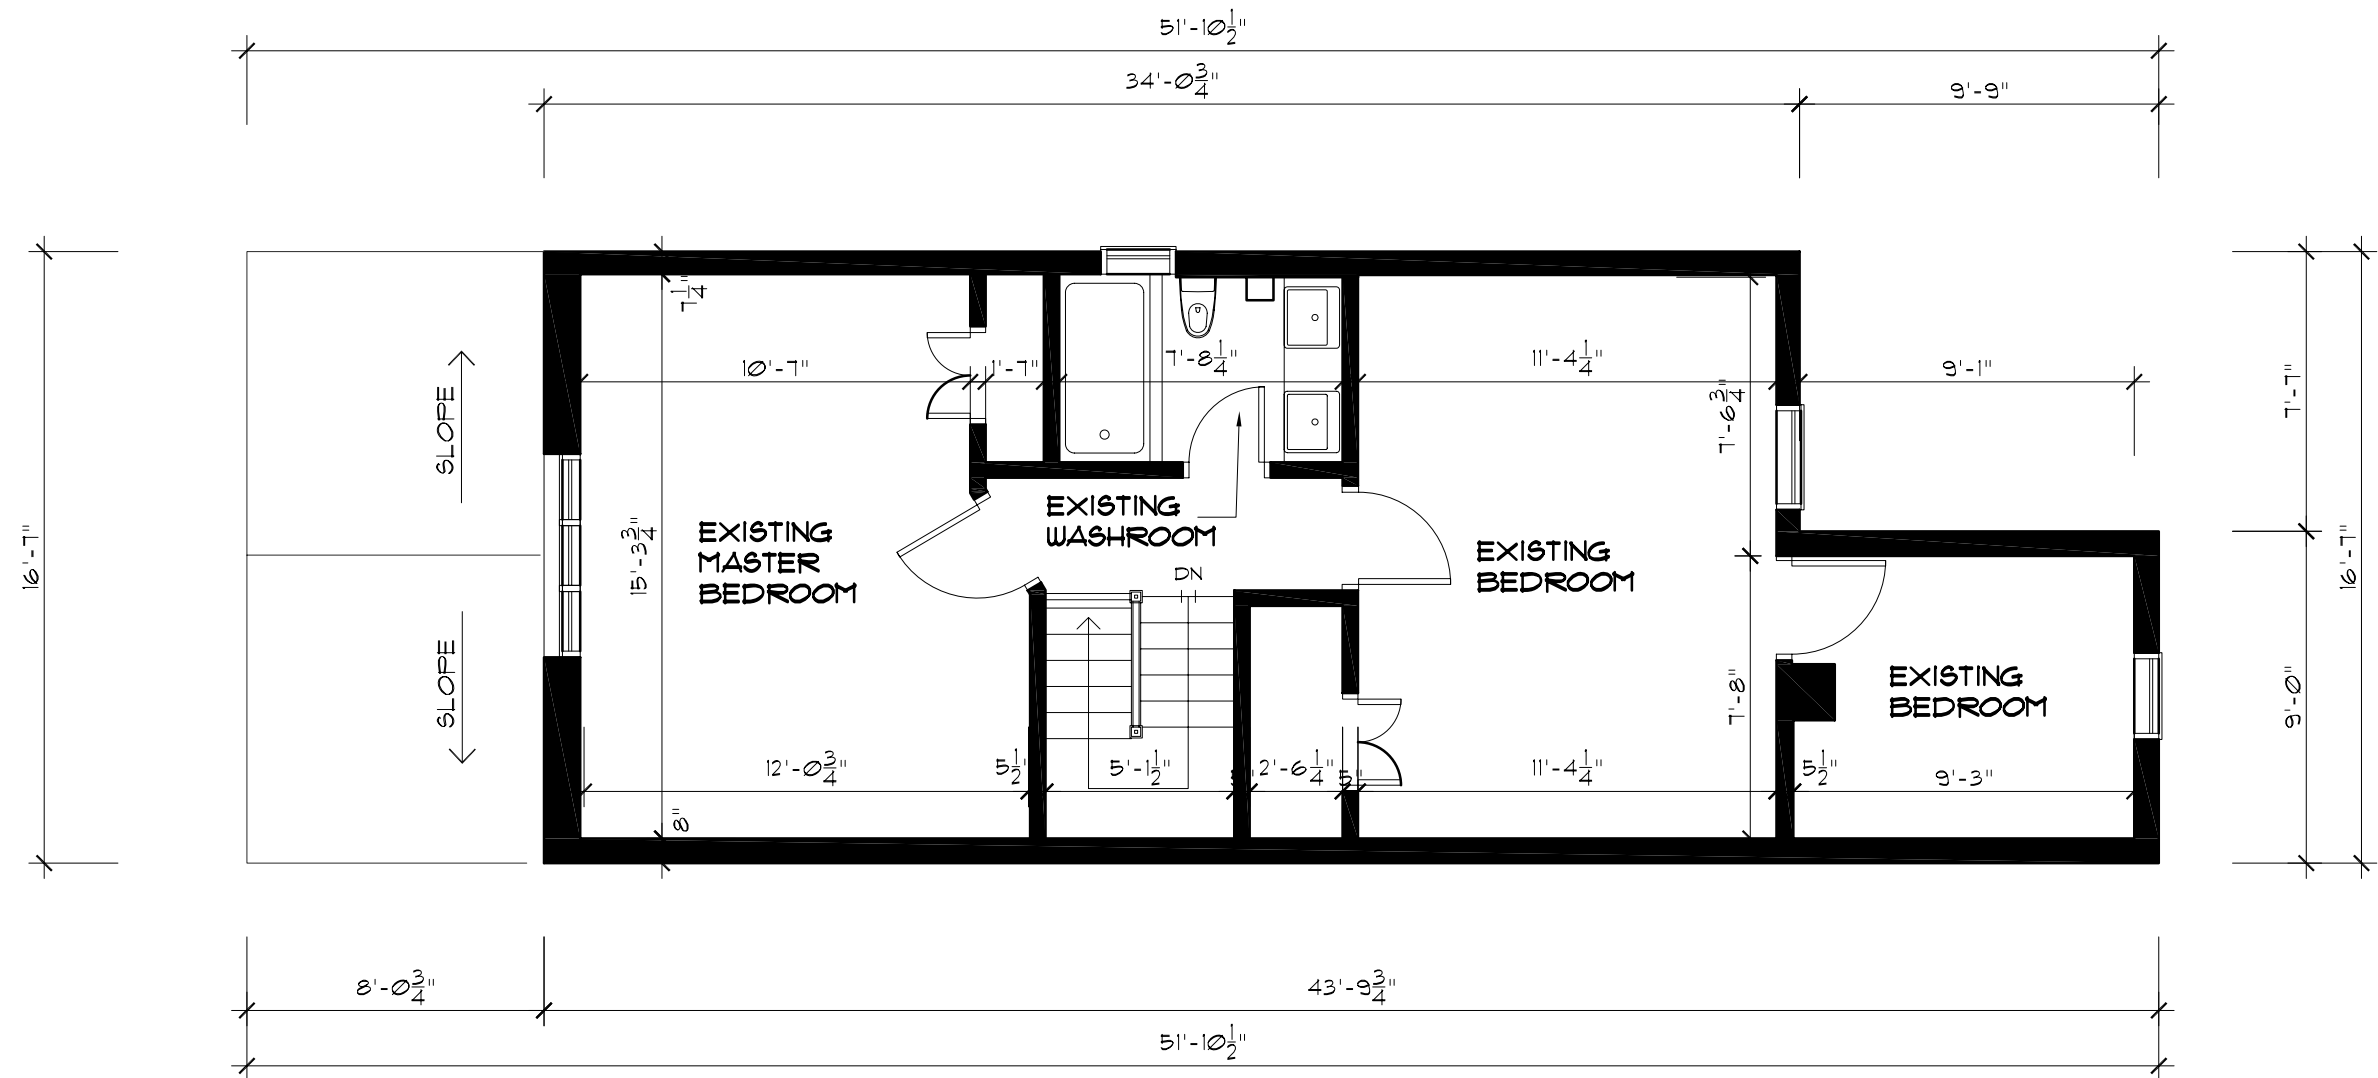 51'-10 1/2"
34'-0 3/4"
9'-9"
7 1/4"
10'-7"
1'-7"
7'-8 1/4"
11'-4 1/4"
9'-1"
7'-6 3/4"
7'-7"
SLOPE
EXISTING
WASHROOM
EXISTING
MASTER
BEDROOM
15'-3 3/4"
16'-7"
EXISTING
BEDROOM
DN
16'-7"
SLOPE
EXISTING
BEDROOM
7'-8"
9'-0"
12'-0 3/4"
5 1/2"
5'-1 1/2"
2'-6 1/4"
5"
11'-4 1/4"
5 1/2"
9'-3"
8"
8'-0 3/4"
43'-9 3/4"
51'-10 1/2"